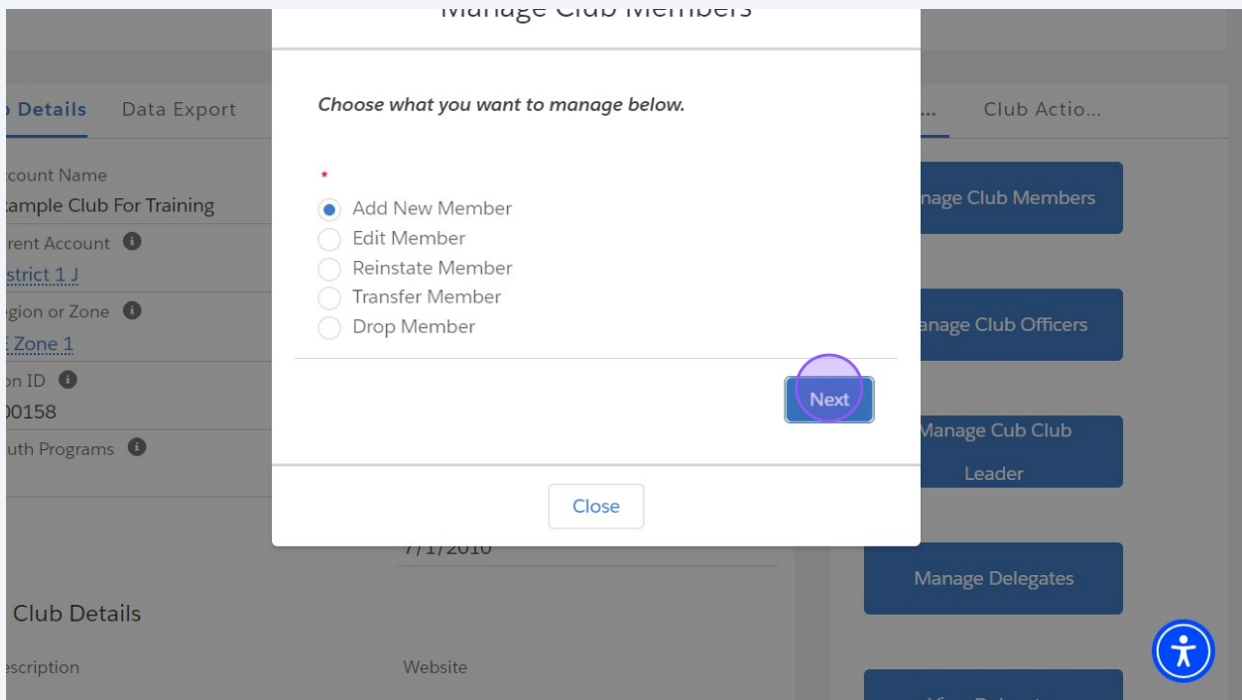 Manage Club Members
Details
Data Export
Choose what you want to manage below.
*
Add New Member
Edit Member
Reinstate Member
Transfer Member
Drop Member
Next
Close
count Name
ample Club For Training
rent Account
strict 1 J
gion or Zone
Zone 1
on ID
00158
uth Programs
7/1/2010
Club Details
escription
Website
...
Club Actio...
nage Club Members
anage Club Officers
Manage Cub Club
Leader
Manage Delegates